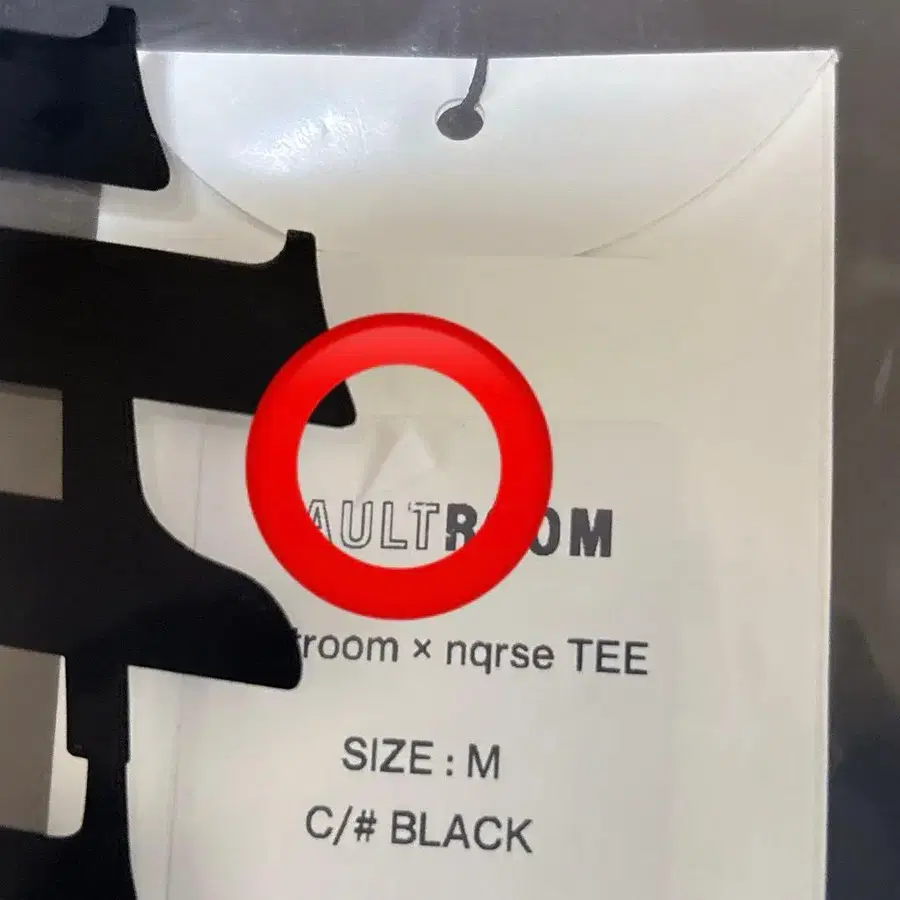 AULTROOM
troom × nqrse TEE
SIZE : M
C/# BLACK